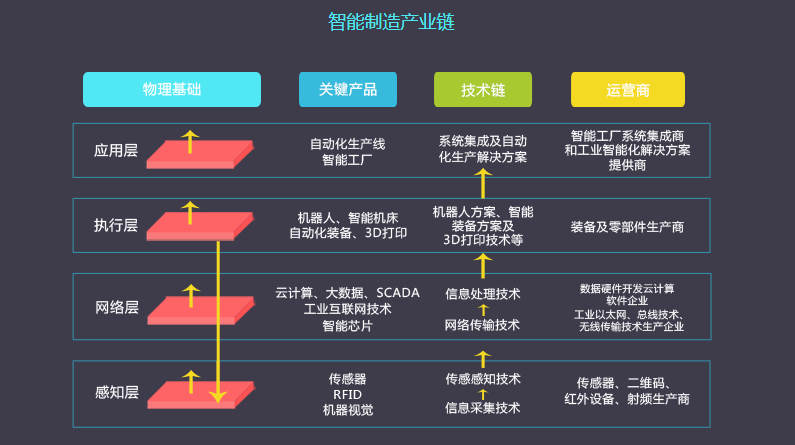 智能制造产业链
物理基础
关键产品
技术链
运营商
应用层
自动化生产线
智能工厂
系统集成及自动
化生产解决方案
智能工厂系统集成商
和工业智能化解决方案
提供商
执行层
机器人、智能机床
自动化装备、3D打印
机器人方案、智能
装备方案及
3D打印技术等
装备及零部件生产商
网络层
云计算、大数据、SCADA
工业互联网技术
智能芯片
信息处理技术
网络传输技术
数据硬件开发云计算
软件企业
工业以太网、总线技术、
无线传输技术生产企业
感知层
传感器
RFID
机器视觉
传感感知技术
信息采集技术
传感器、二维码、
红外设备、射频生产商